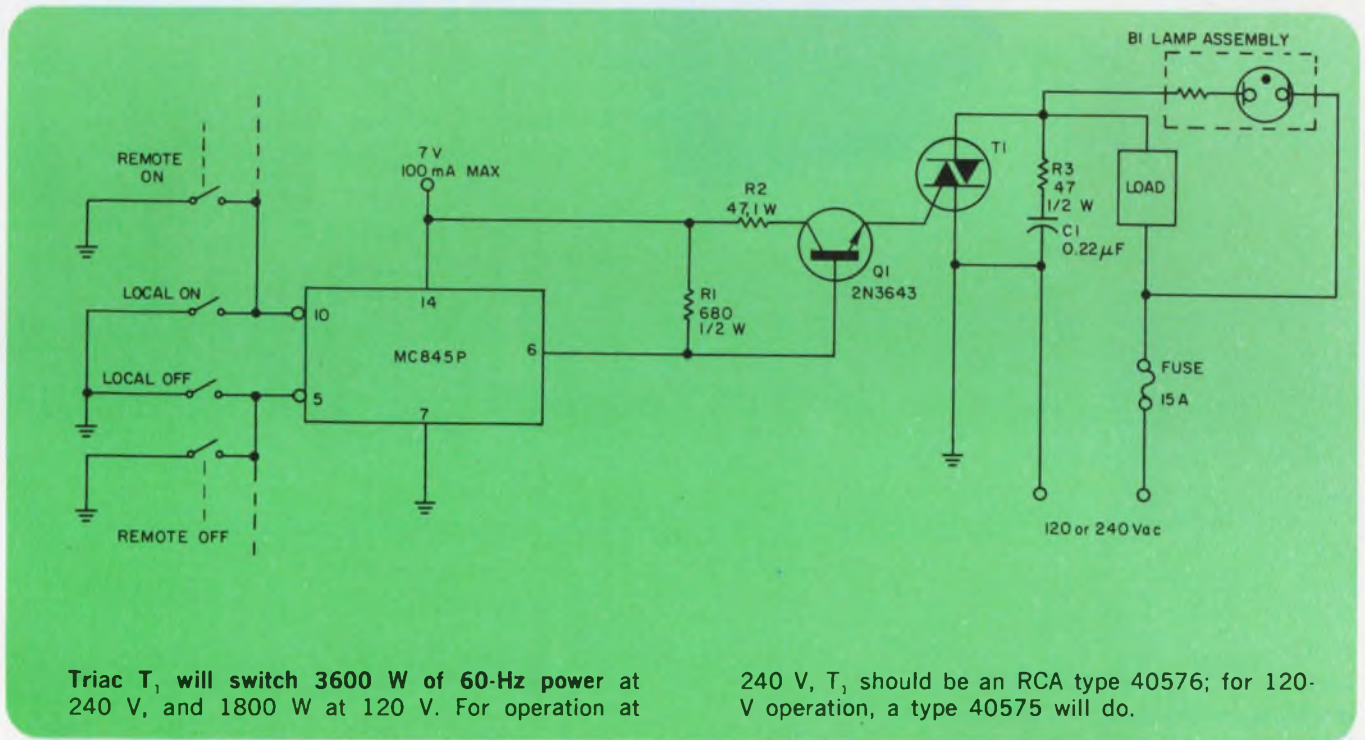 BI LAMP ASSEMBLY
REMOTE
ON
7 V
100 mA MAX
T1
R2
47,1 W
R3
47
1/2 W
LOAD
C1
0.22μF
Q1
2N3643
LOCAL ON
14
R1
680
1/2 W
10
MC845P
6
LOCAL OFF
5
7
FUSE
15A
REMOTE OFF
120 or 240 Vac
Triac T₁ will switch 3600 W of 60-Hz power at
240 V, and 1800 W at 120 V. For operation at
240 V, T₁ should be an RCA type 40576; for 120-
V operation, a type 40575 will do.